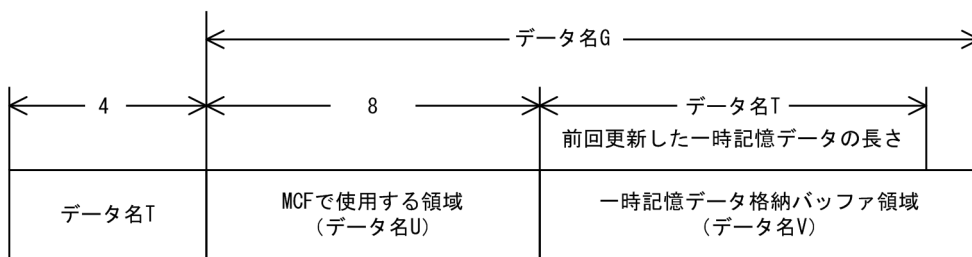 データ名G
4
8
データ名T
前回更新した一時記憶データの長さ
データ名T
MCFで使用する領域
(データ名U)
一時記憶データ格納バッファ領域
(データ名V)